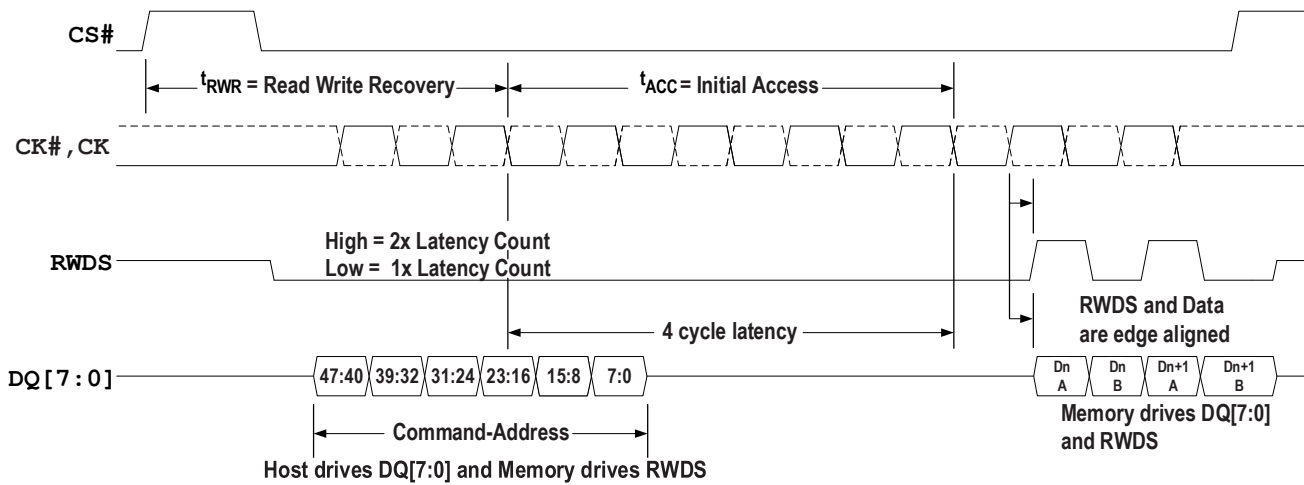 CS#
tRWR = Read Write Recovery
tACC = Initial Access
CK#,CK
High = 2x Latency Count
Low = 1x Latency Count
RWDS
RWDS and Data
are edge aligned
4 cycle latency
DQ[7:0]
47:40 39:32 31:24 23:16 15:8 7:0
Dn A
Dn B
Dn+1 A
Dn+1 B
Command-Address
Memory drives DQ[7:0]
and RWDS
Host drives DQ[7:0] and Memory drives RWDS